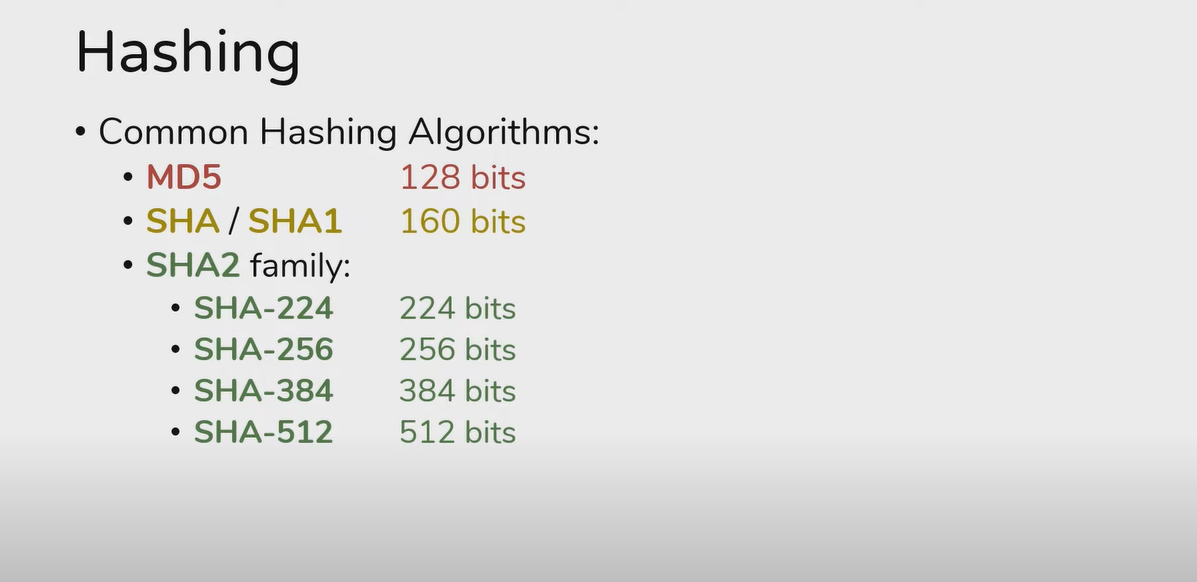 Hashing
• Common Hashing Algorithms:
• MD5 128 bits
• SHA / SHA1 160 bits
• SHA2 family:
• SHA-224 224 bits
• SHA-256 256 bits
• SHA-384 384 bits
• SHA-512 512 bits